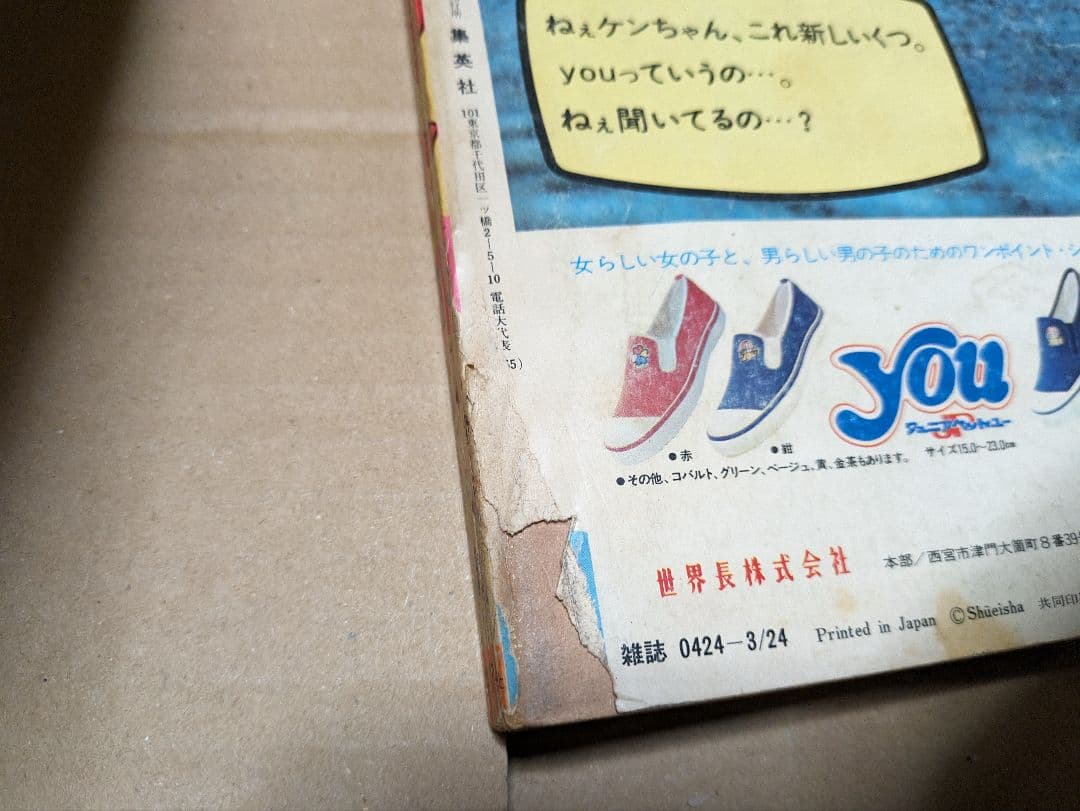 集英社
101東京都千代田区一ツ橋2-5-10 電話大代表
ねぇケンちゃん、これ新しいくつ。
youっていうの…。
ねぇ聞いてるの…?
女らしい女の子と、男らしい男の子のためのワンポイント・シ
you
●赤
●紺
サイズ15.0~23.0cm
●その他、コバルト、グリーン、ベージュ、黄、金茶もあります。
世界長株式会社
本部/西宮市津門大箇町8番39号
雑誌 0424-3/24
Printed in Japan
©Shūeisha 共同印